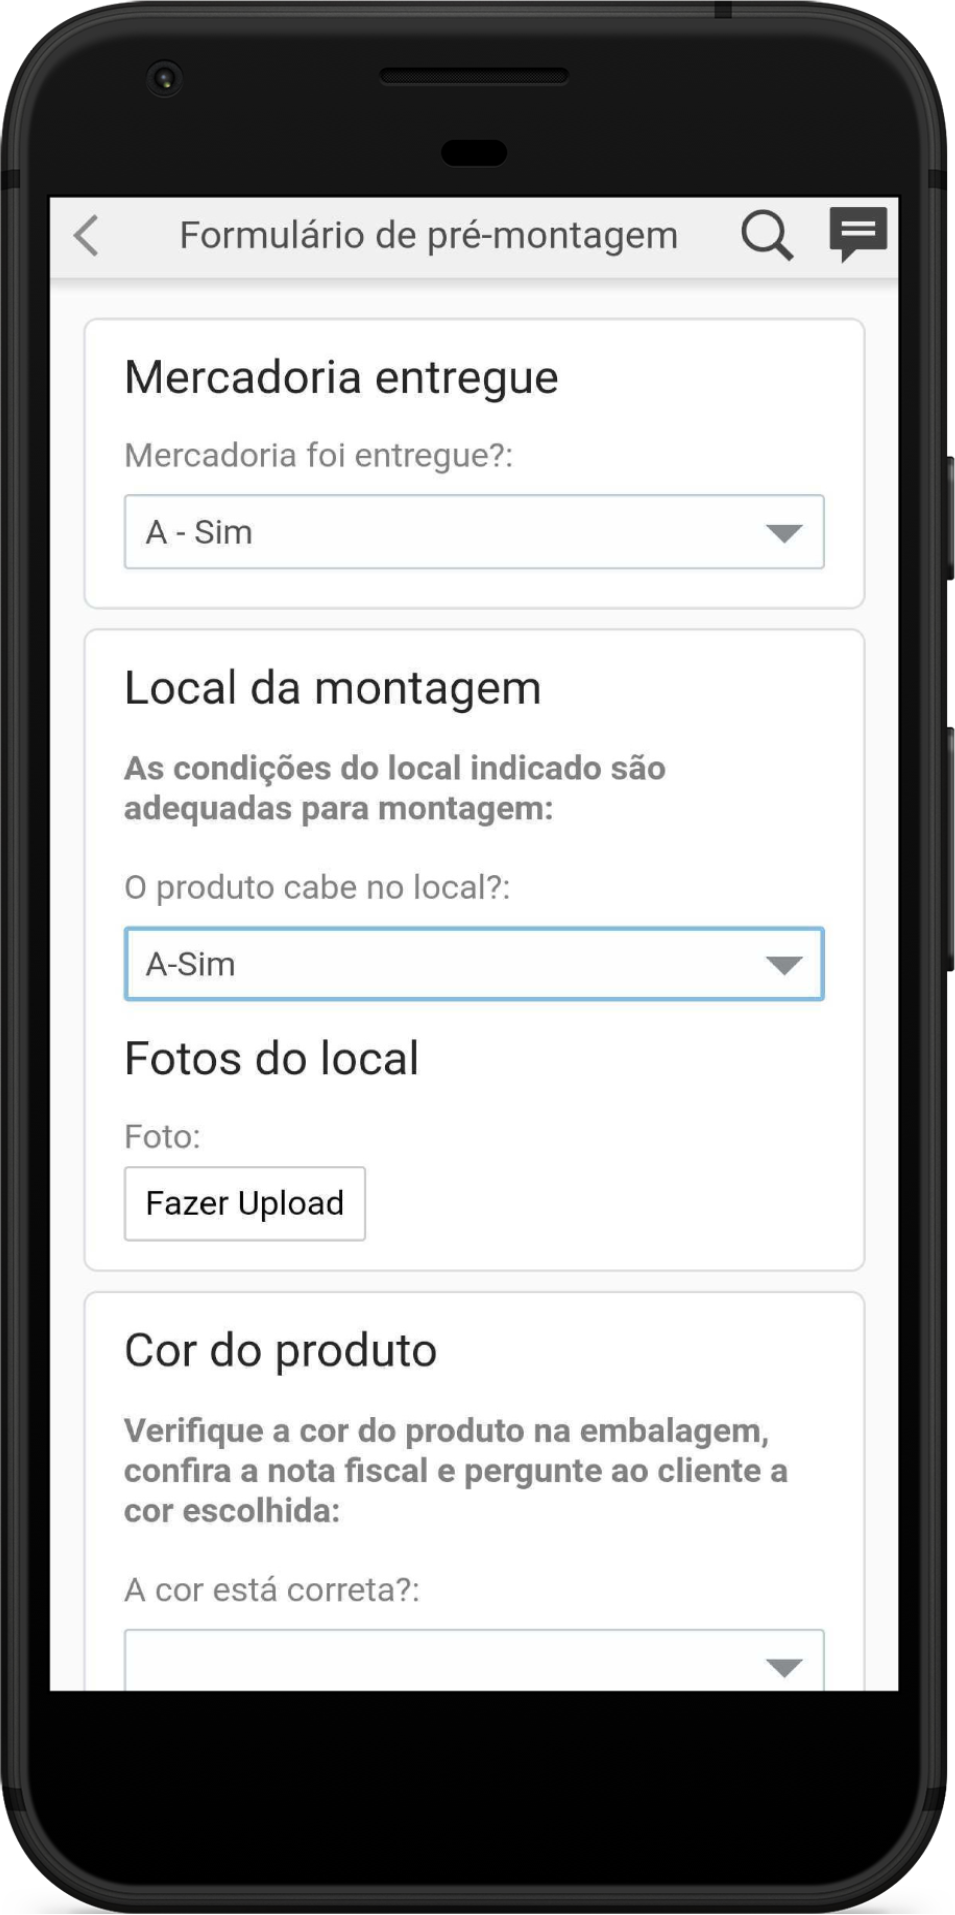 Formulário de pré-montagem
Mercadoria entregue
Mercadoria foi entregue?:
A - Sim
Local da montagem
As condições do local indicado são
adequadas para montagem:
O produto cabe no local?:
A-Sim
Fotos do local
Foto:
Fazer Upload
Cor do produto
Verifique a cor do produto na embalagem,
confira a nota fiscal e pergunte ao cliente a
cor escolhida:
A cor está correta?: